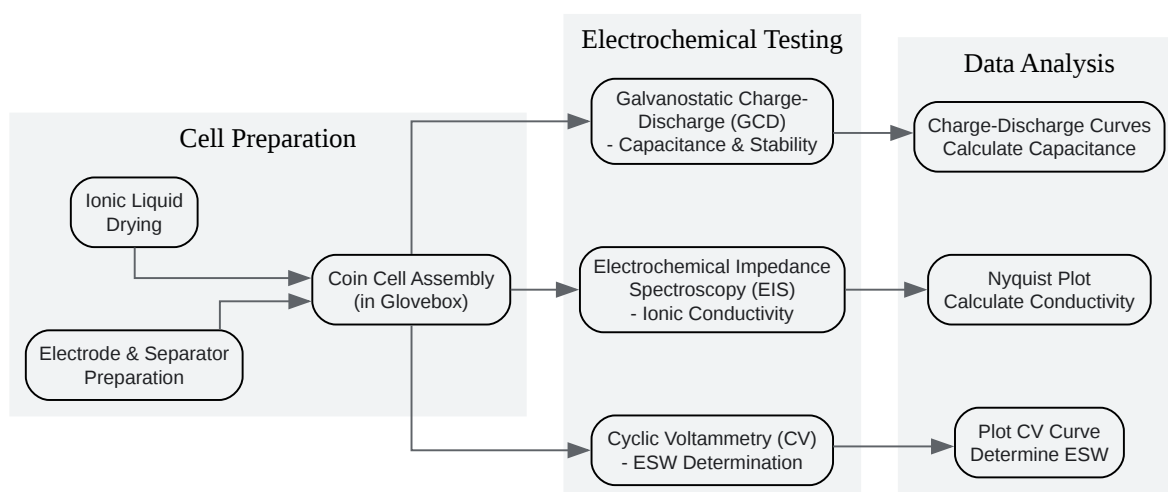 Cell Preparation
Ionic Liquid
Drying
Electrode & Separator
Preparation
Coin Cell Assembly
(in Glovebox)
Electrochemical Testing
Galvanostatic Charge-
Discharge (GCD)
- Capacitance & Stability
Electrochemical Impedance
Spectroscopy (EIS)
- Ionic Conductivity
Cyclic Voltammetry (CV)
- ESW Determination
Data Analysis
Charge-Discharge Curves
Calculate Capacitance
Nyquist Plot
Calculate Conductivity
Plot CV Curve
Determine ESW